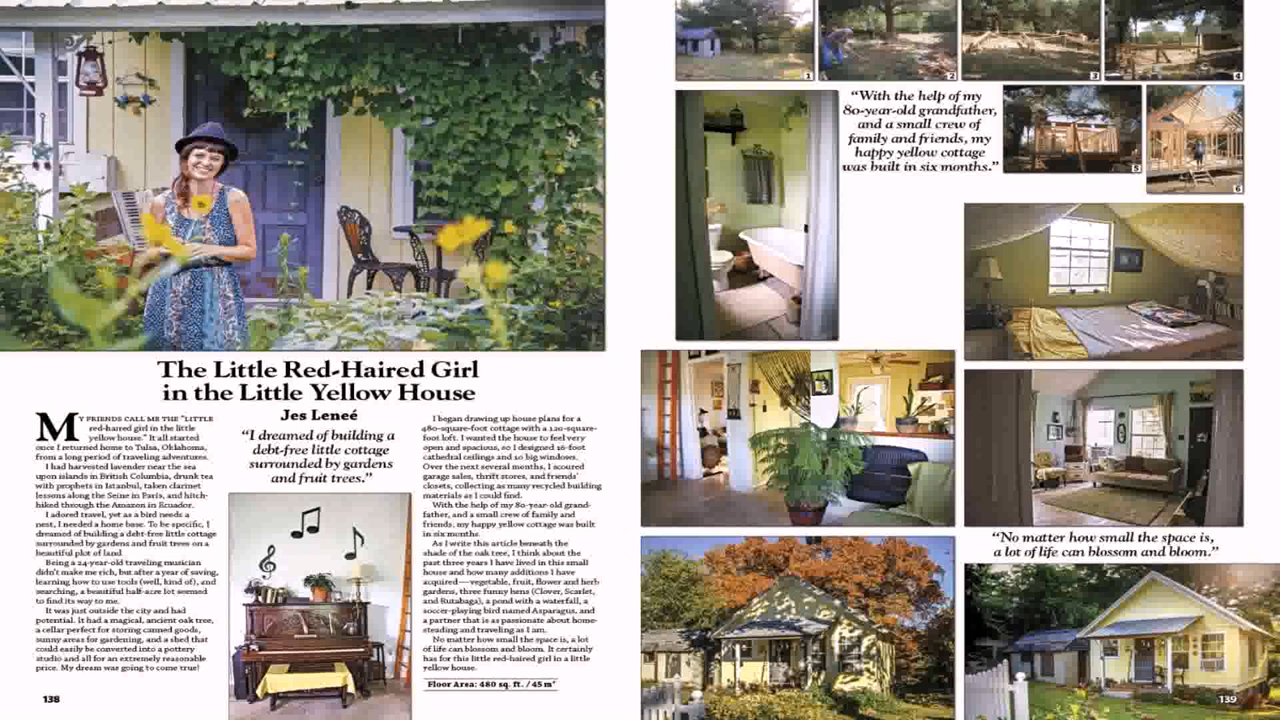 The Little Red-Haired Girl
in the Little Yellow House
Jes Leneé
"I dreamed of building a
debt-free little cottage
surrounded by gardens
and fruit trees."
MY FRIENDS CALL ME THE "LITTLE
red-haired girl in the little
yellow house." It all started
once I returned home to Tulsa, Oklahoma,
from a long period of traveling adventures.
I had harvested lavender near the sea
upon islands in British Columbia, drunk tea
with prophets in Istanbul, taken clarinet
lessons along the Seine in Paris, and hitch-
hiked through the Amazon in Ecuador.
I adored travel, yet as a bird needs a
nest, I needed a home base. To be specific, I
dreamed of building a debt-free little cottage
surrounded by gardens and fruit trees on a
beautiful plot of land.
Being a 24-year-old traveling musician
didn't make me rich, but after a year of saving,
learning how to use tools (well, kind of), and
searching, a beautiful half-acre lot seemed
to find its way to me.
It was just outside the city and had
potential. It had a magical, ancient oak tree,
a cellar perfect for storing canned goods,
sunny areas for gardening, and a shed that
could easily be converted into a pottery
studio and all for an extremely reasonable
price. My dream was going to come true!
I began drawing up house plans for a
480-square-foot cottage with a 120-square-
foot loft. I wanted the house to feel very
open and spacious, so I designed 16-foot
cathedral ceilings and 10 big windows.
Over the next several months, I scoured
garage sales, thrift stores, and friends'
closets, collecting as many recycled building
materials as I could find.
With the help of my 80-year-old grand-
father, and a small crew of family and
friends, my happy yellow cottage was built
in six months.
As I write this article beneath the
shade of the oak tree, I think about the
past three years I have lived in this small
house and how many additions I have
acquired—vegetable, fruit, flower and herb
gardens, three funny hens (Clover, Scarlet,
and Rutabaga), a pond with a waterfall, a
soccer-playing bird named Asparagus, and
a partner that is as passionate about home-
steading and traveling as I am.
No matter how small the space is, a lot
of life can blossom and bloom. It certainly
has for this little red-haired girl in a little
yellow house.
Floor Area: 480 sq. ft. / 45 m²
138
1
2
3
4
"With the help of my
80-year-old grandfather,
and a small crew of
family and friends, my
happy yellow cottage
was built in six months."
5
6
"No matter how small the space is,
a lot of life can blossom and bloom."
139